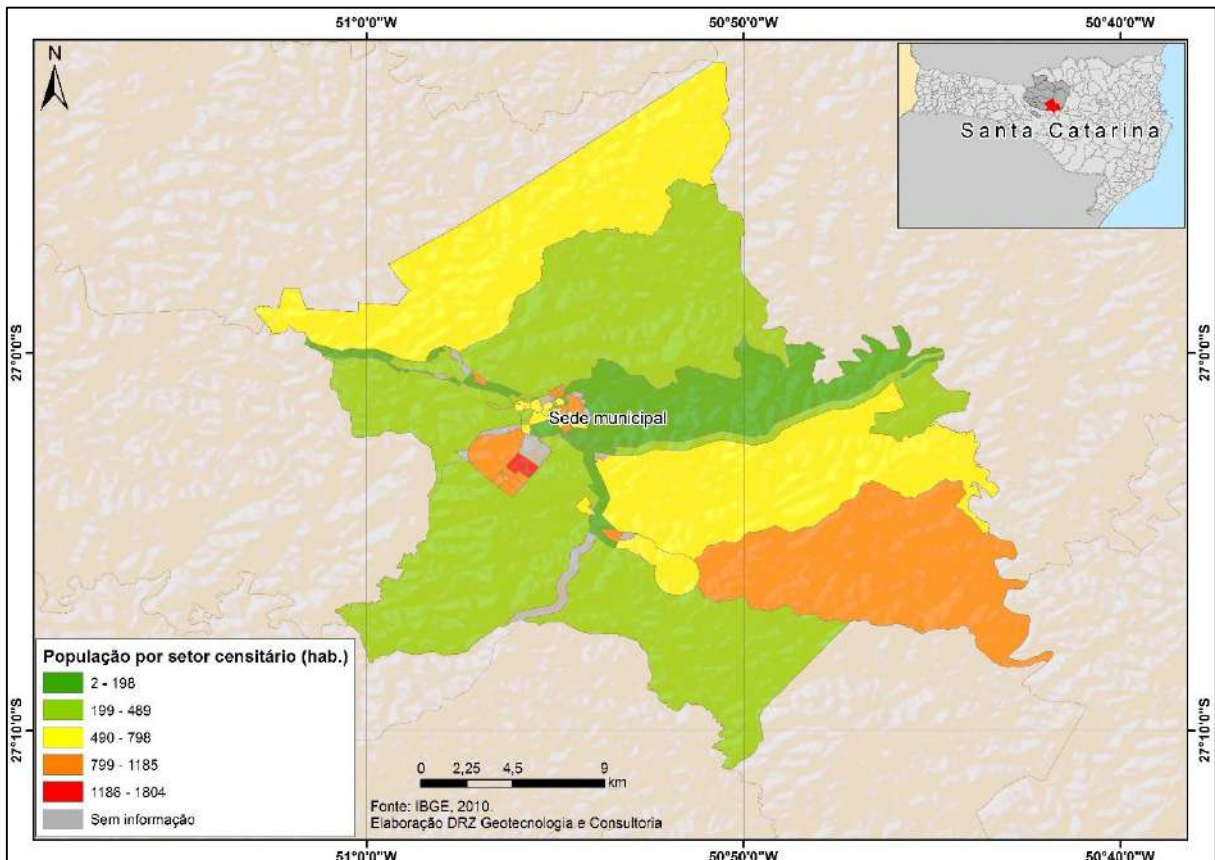 51°0'0"W 50°50'0"W 50°40'0"W
N
Santa Catarina
27°0'0"S 27°0'0"S
Sede municipal
27°10'0"S 27°10'0"S
População por setor censitário (hab.)
2 - 198
199 - 489
490 - 798
799 - 1185
1186 - 1804
Sem informação
0 2,25 4,5 9
km
Fonte: IBGE, 2010.
Elaboração DRZ Geotecnologia e Consultoria
51°0'0"W 50°50'0"W 50°40'0"W